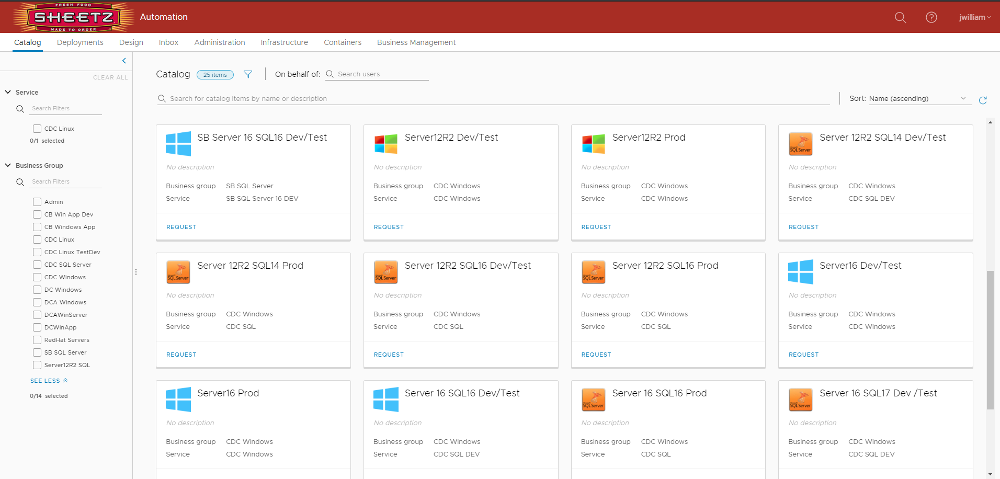 FRESH FOOD
SHEETZ
MADE TO ORDER
Automation
jwilliam
Catalog Deployments Design Inbox Administration Infrastructure Containers Business Management
CLEAR ALL
Service
Search Filters
CDC Linux
0/1 selected
Business Group
Search Filters
Admin
CB Win App Dev
CB Windows App
CDC Linux
CDC Linux TestDev
CDC SQL Server
CDC Windows
DC Windows
DCA Windows
DCAWinServer
DCWinApp
RedHat Servers
SB SQL Server
Server12R2 SQL
SEE LESS
0/14 selected
Catalog 25 items On behalf of: Search users
Search for catalog items by name or description
Sort: Name (ascending)
SB Server 16 SQL16 Dev/Test
No description
Business group SB SQL Server
Service SB SQL Server 16 DEV
REQUEST
Server12R2 Dev/Test
No description
Business group CDC Windows
Service CDC Windows
REQUEST
Server12R2 Prod
No description
Business group CDC Windows
Service CDC Windows
REQUEST
SQL Server
Server 12R2 SQL14 Dev/Test
No description
Business group CDC Windows
Service CDC SQL DEV
REQUEST
SQL Server
Server 12R2 SQL14 Prod
No description
Business group CDC Windows
Service CDC SQL
REQUEST
SQL Server
Server 12R2 SQL16 Dev/Test
No description
Business group CDC Windows
Service CDC SQL
REQUEST
SQL Server
Server 12R2 SQL16 Prod
No description
Business group CDC Windows
Service CDC SQL
REQUEST
Server16 Dev/Test
No description
Business group CDC Windows
Service CDC Windows
REQUEST
Server16 Prod
No description
Business group CDC Windows
Service CDC Windows
Server 16 SQL16 Dev/Test
No description
Business group CDC Windows
Service CDC SQL DEV
SQL Server
Server 16 SQL16 Prod
No description
Business group CDC Windows
Service CDC SQL
SQL Server
Server 16 SQL17 Dev /Test
No description
Business group CDC Windows
Service CDC SQL DEV